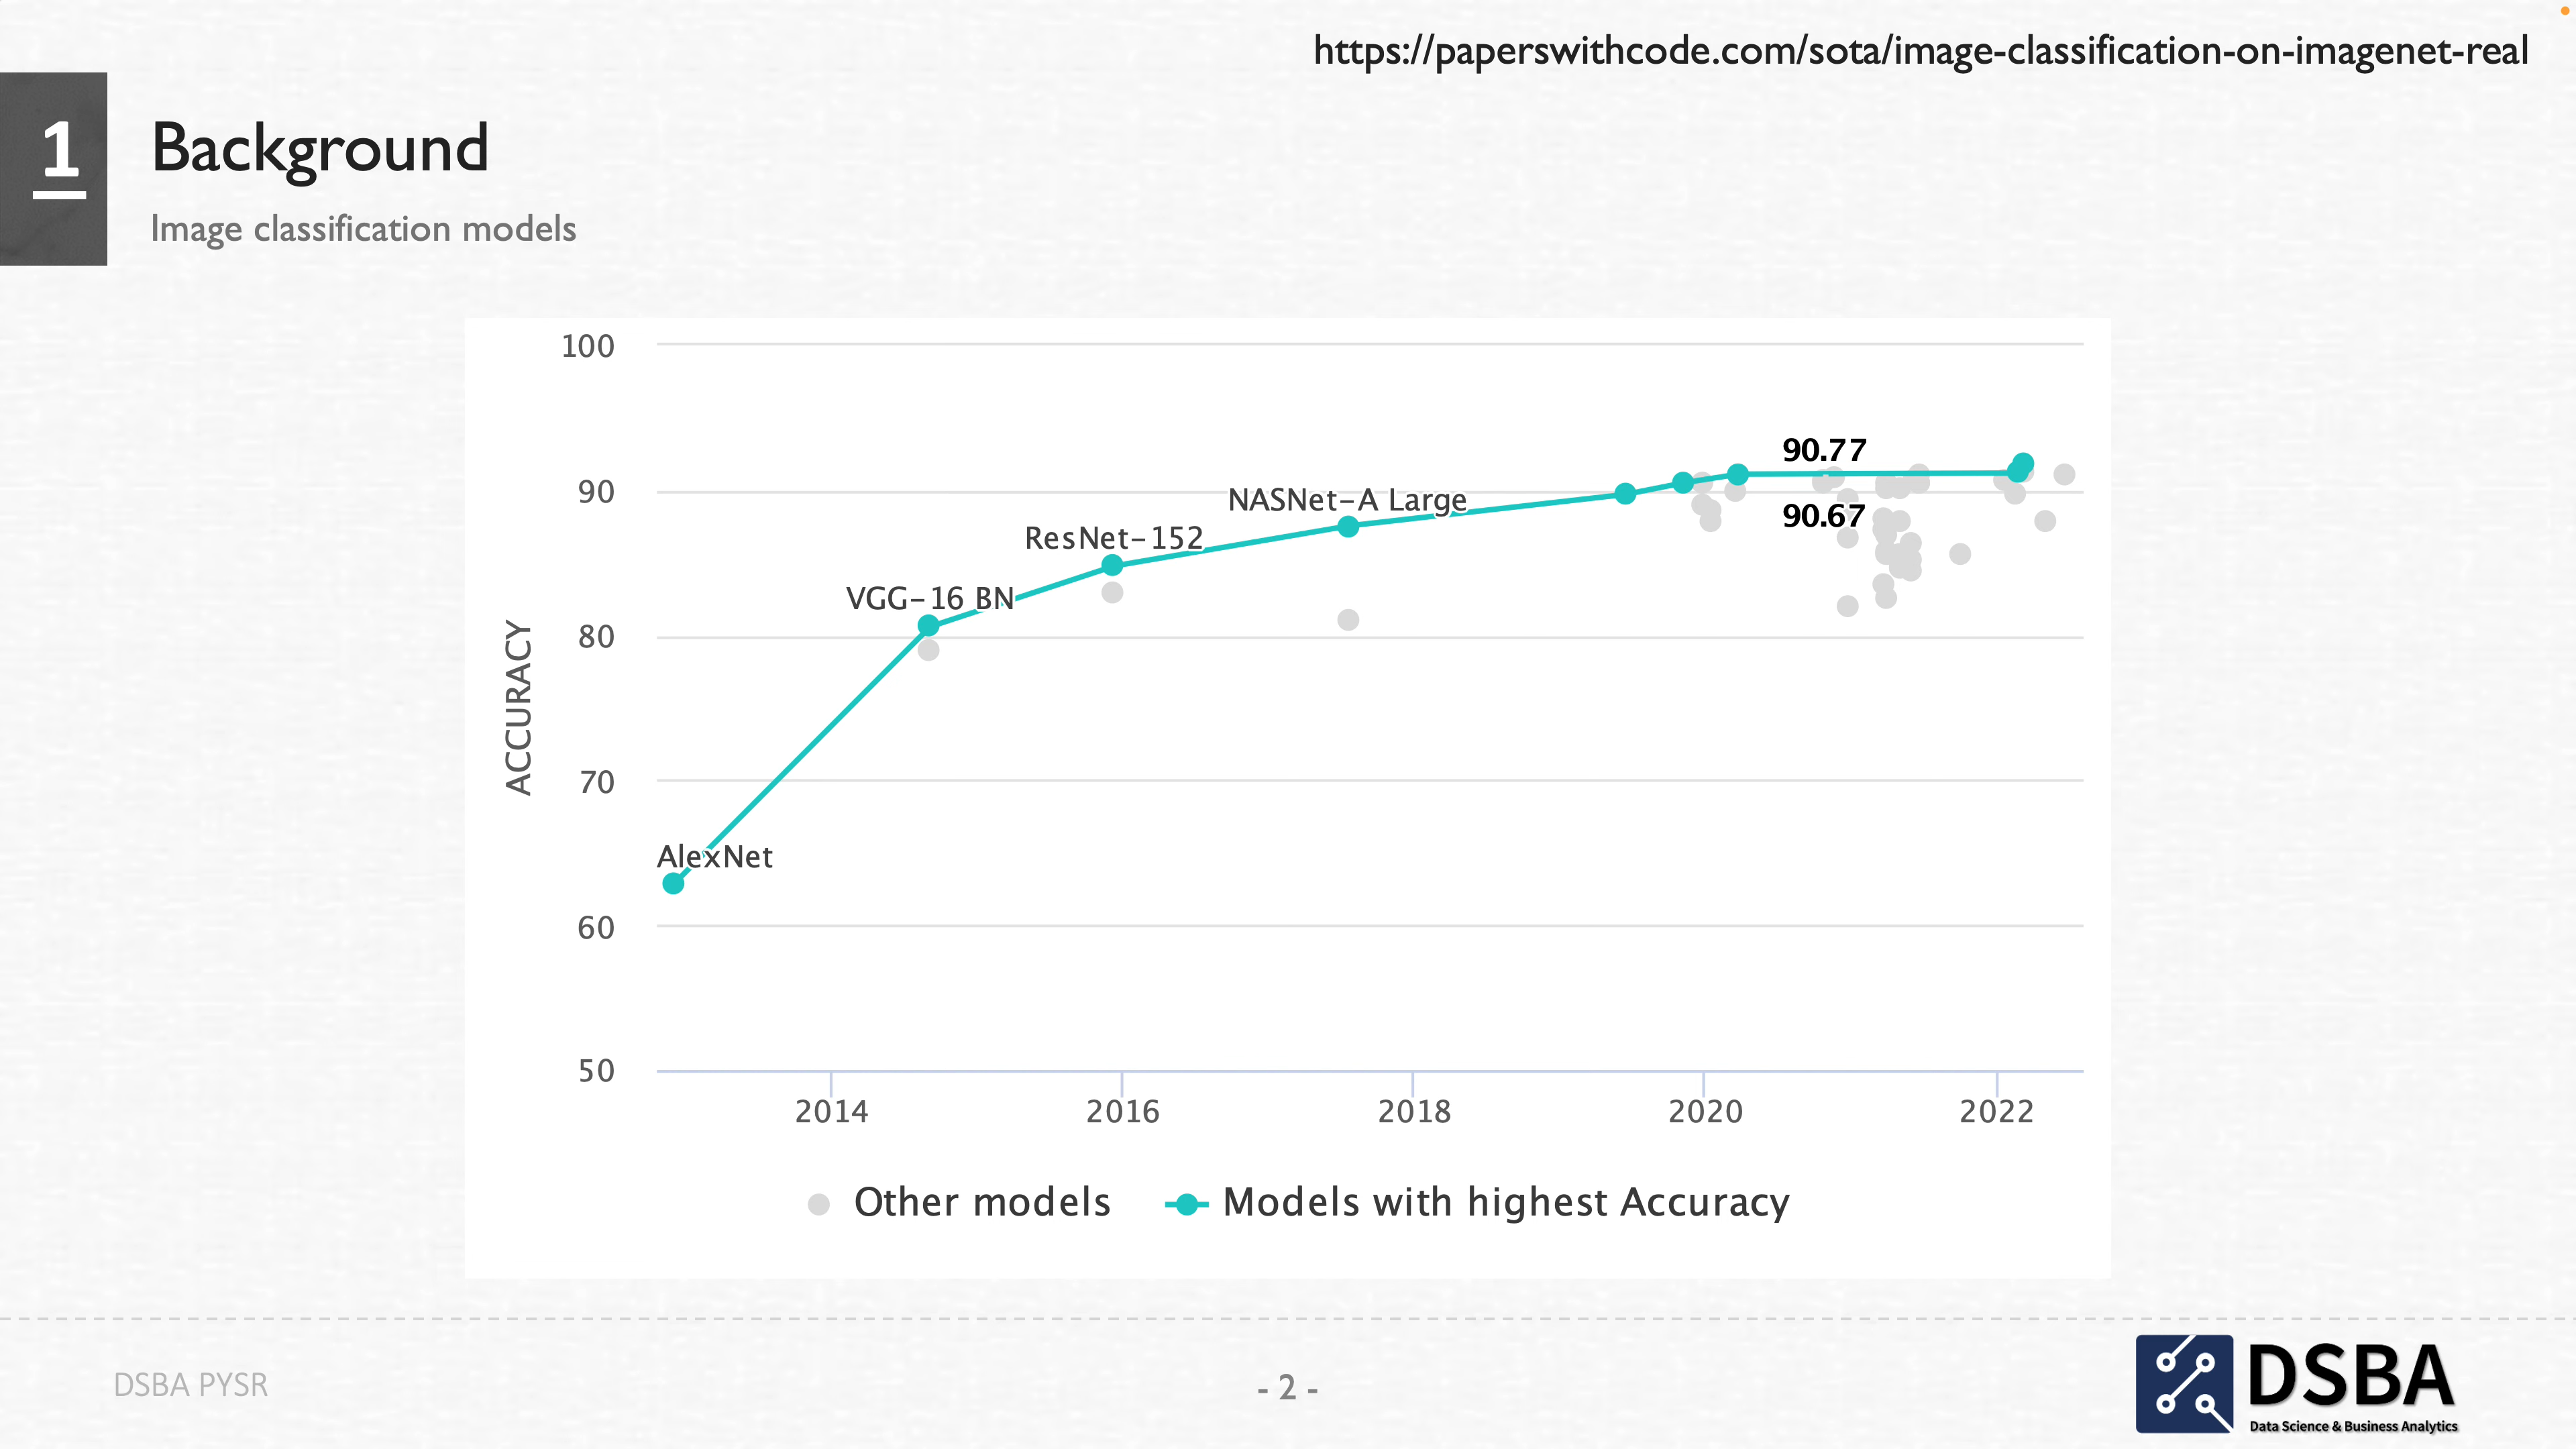 https://paperswithcode.com/sota/image-classification-on-imagenet-real
1
Background
Image classification models
100
90
80
70
60
50
ACCURACY
AlexNet
VGG-16 BN
ResNet-152
NASNet-A Large
90.77
90.67
2014
2016
2018
2020
2022
Other models
Models with highest Accuracy
DSBA PYSR
- 2 -
DSBA
Data Science & Business Analytics